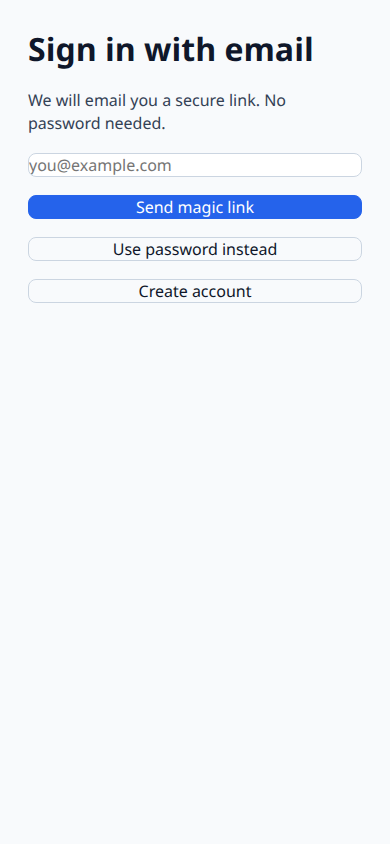 Sign in with email
We will email you a secure link. No
password needed.
you@example.com
Send magic link
Use password instead
Create account